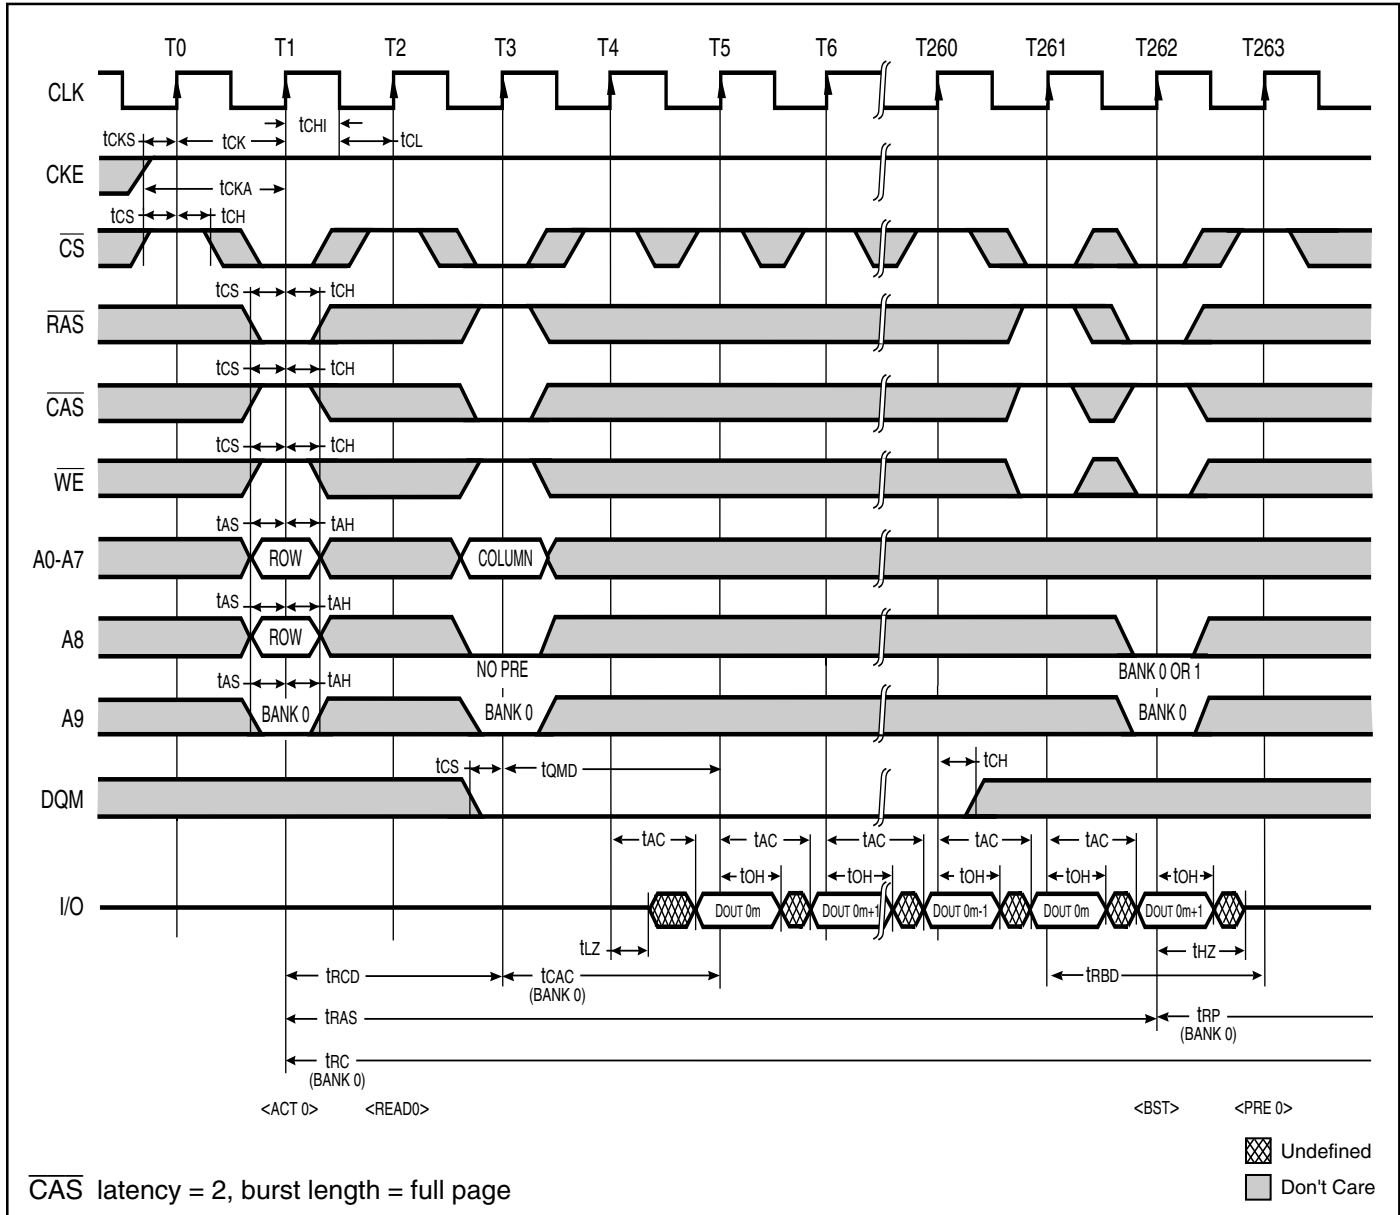 T0 T1 T2 T3 T4 T5 T6 T260 T261 T262 T263
CLK
tCHI
tCKS tCK tCL
CKE
tCKA
tCS tCH
CS
tCS tCH
RAS
tCS tCH
CAS
tCS tCH
WE
tAS tAH
A0-A7 ROW COLUMN
tAS tAH
A8 ROW
NO PRE BANK 0 OR 1
tAS tAH
A9 BANK 0 BANK 0 BANK 0
tCS tQMD tCH
DQM
tAC tAC tAC tAC tAC
tOH tOH tOH tOH tOH
I/O DOUT 0m DOUT 0m+1 DOUT 0m-1 DOUT 0m DOUT 0m+1
tLZ tHZ
tRCD tCAC tRBD
(BANK 0)
tRAS tRP
(BANK 0)
tRC
(BANK 0)
<ACT 0> <READ0> <BST> <PRE 0>
Undefined
CAS latency = 2, burst length = full page Don't Care